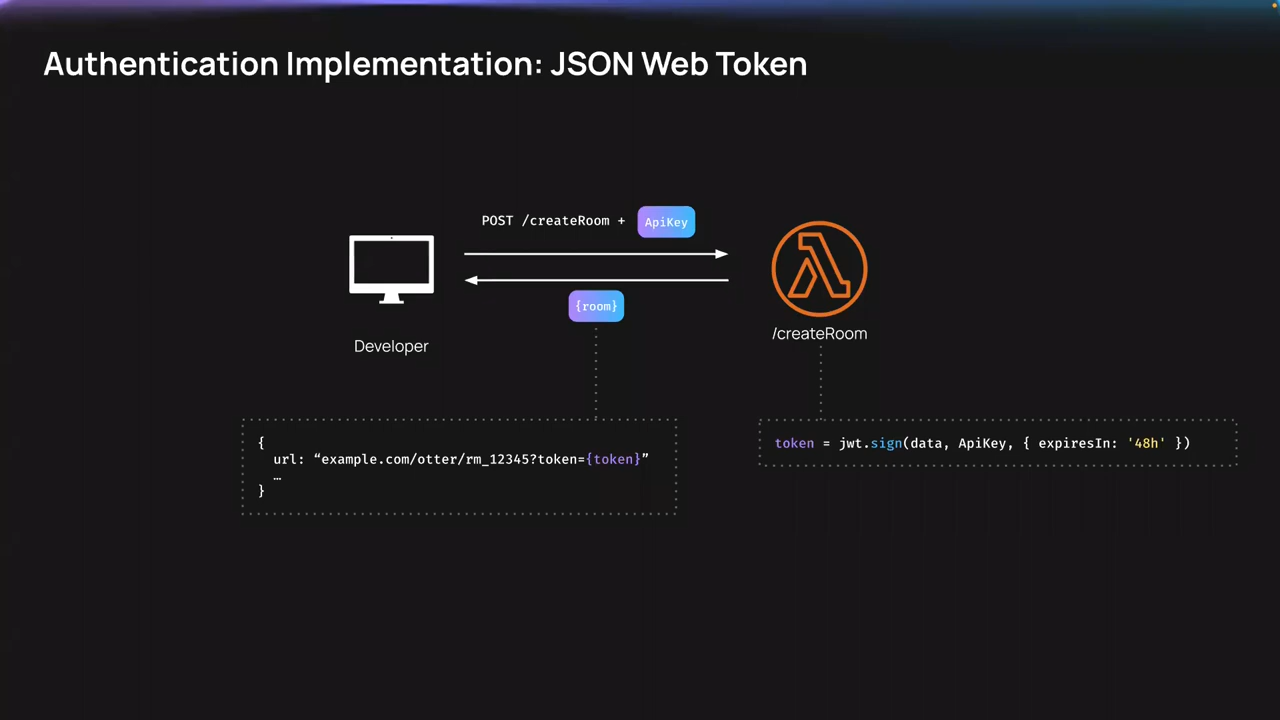 Authentication Implementation: JSON Web Token
POST /createRoom + ApiKey
{room}
Developer
/createRoom
{
url: “example.com/otter/rm_12345?token={token}”
…
}
token = jwt.sign(data, ApiKey, { expiresIn: '48h' })